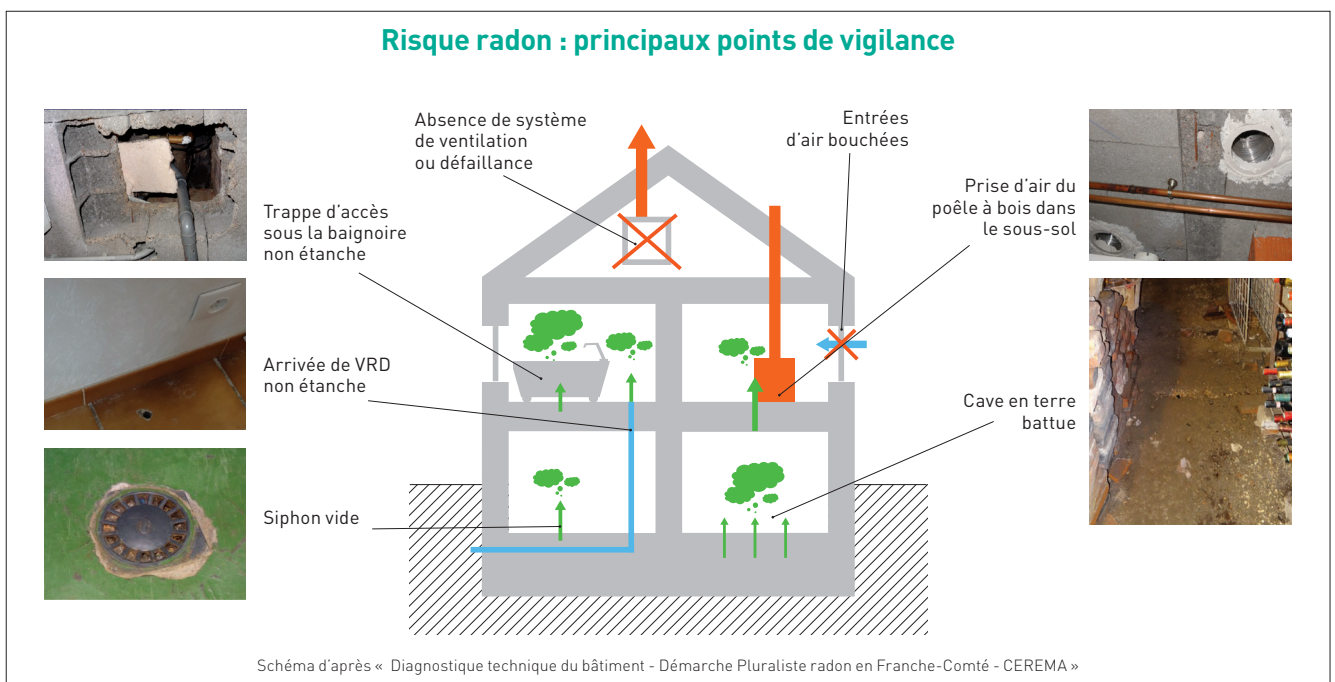 Risque radon : principaux points de vigilance
Absence de système
de ventilation
ou défaillance
Entrées
d'air bouchées
Trappe d'accès
sous la baignoire
non étanche
Prise d'air du
poêle à bois dans
le sous-sol
Arrivée de VRD
non étanche
Cave en terre
battue
Siphon vide
Schéma d'après « Diagnostique technique du bâtiment - Démarche Pluraliste radon en Franche-Comté - CEREMA »